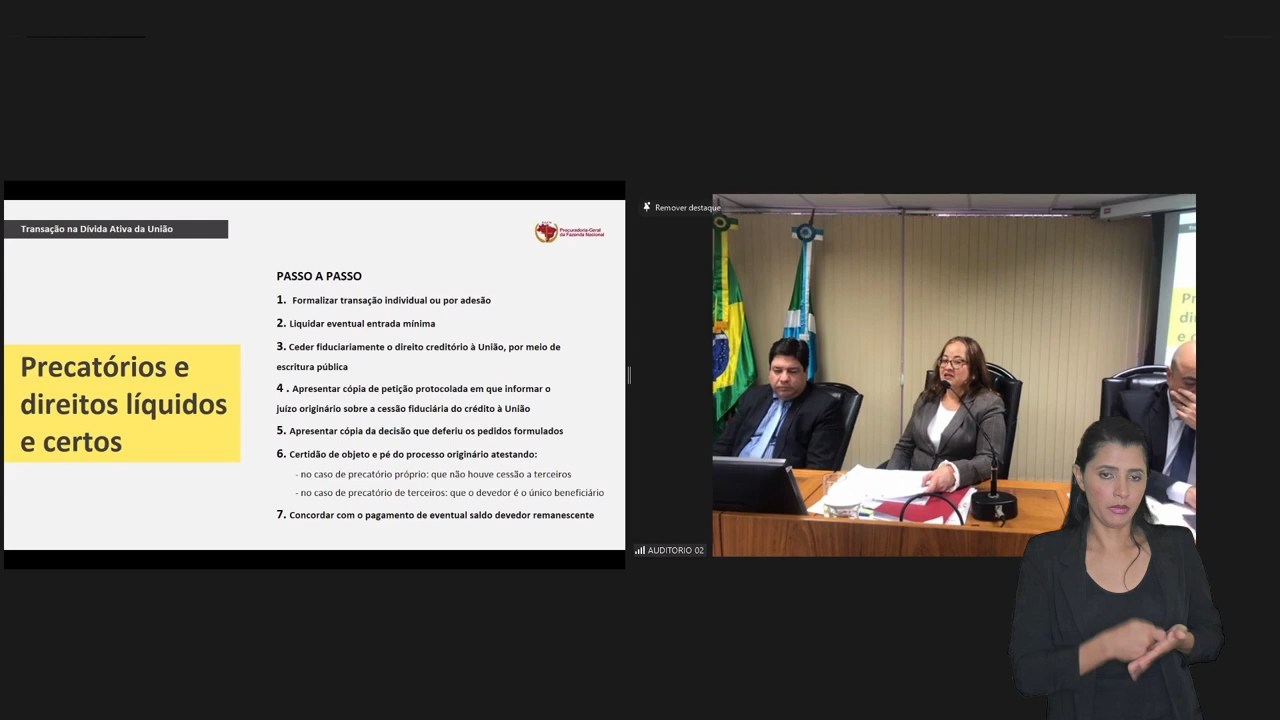 Transação na Dívida Ativa da União
Procuradoria-Geral
da Fazenda Nacional
Precatórios e
direitos líquidos
e certos
PASSO A PASSO
1. Formalizar transação individual ou por adesão
2. Liquidar eventual entrada mínima
3. Ceder fiduciariamente o direito creditório à União, por meio de
escritura pública
4 . Apresentar cópia de petição protocolada em que informar o
juízo originário sobre a cessão fiduciária do crédito à União
5. Apresentar cópia da decisão que deferiu os pedidos formulados
6. Certidão de objeto e pé do processo originário atestando:
- no caso de precatório próprio: que não houve cessão a terceiros
- no caso de precatório de terceiros: que o devedor é o único beneficiário
7. Concordar com o pagamento de eventual saldo devedor remanescente
Remover destaque
Pr
di
e c
AUDITORIO 02